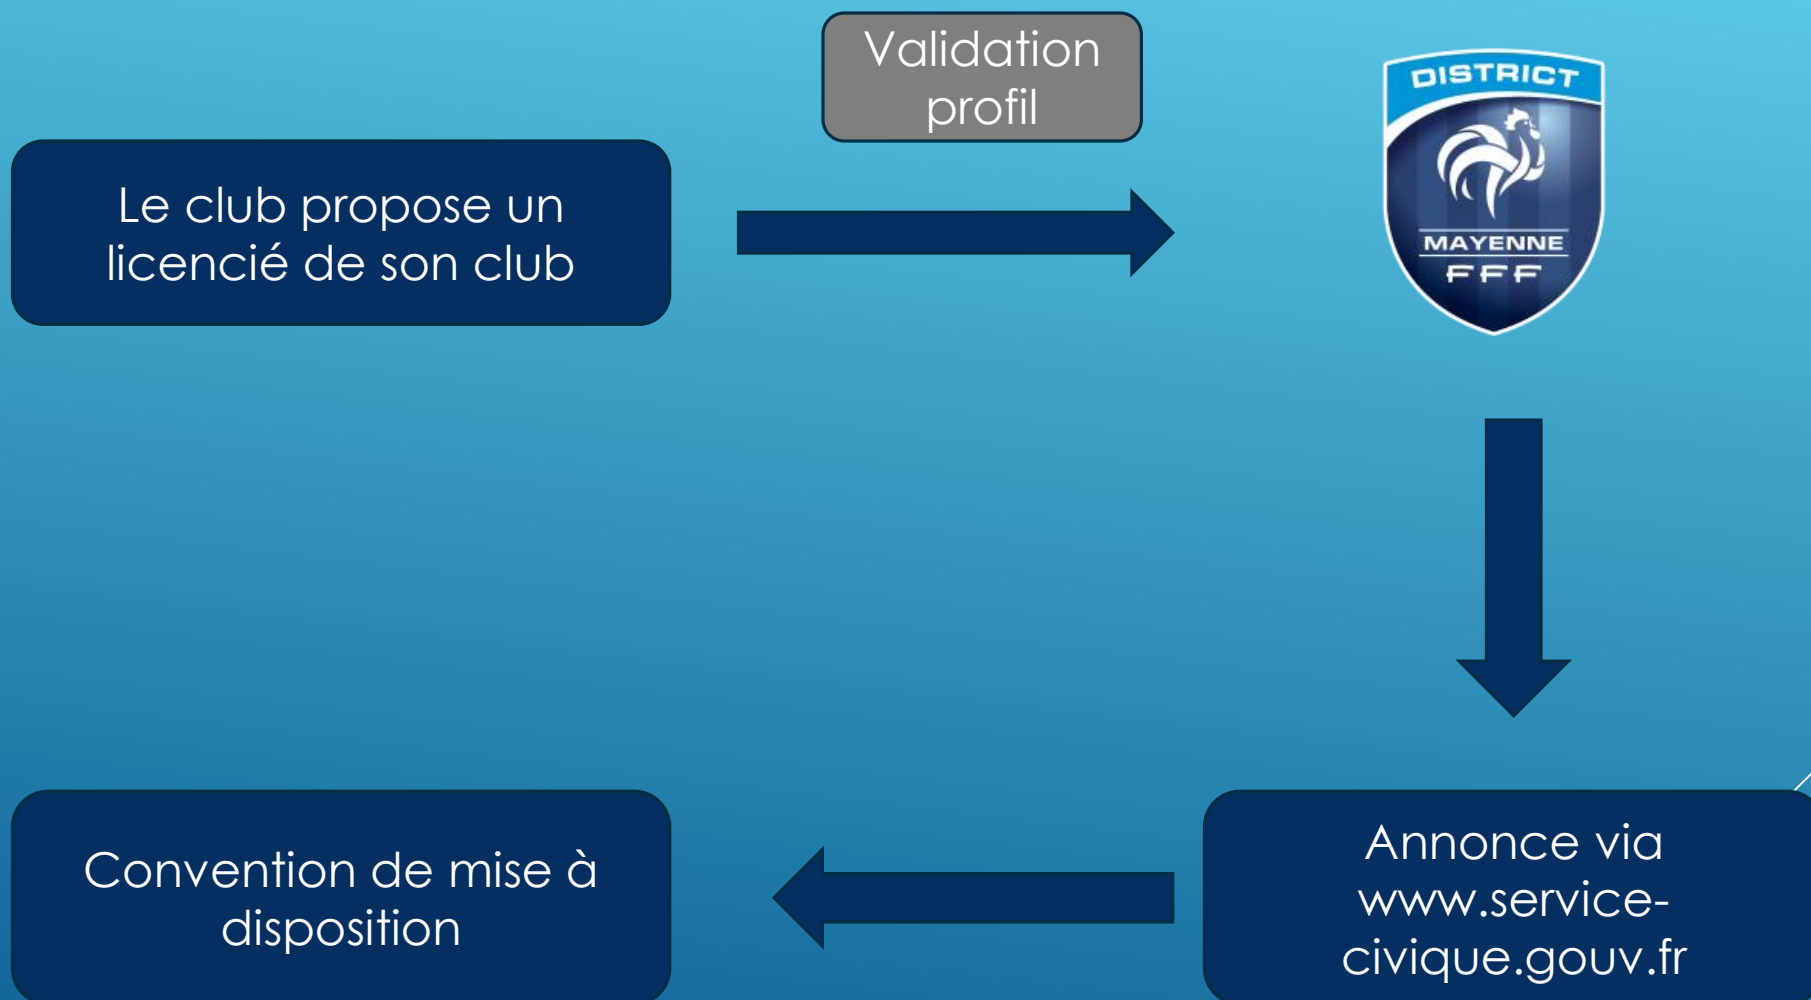 Validation
profil
Le club propose un
licencié de son club
DISTRICT
MAYENNE
FFF
Convention de mise à
disposition
Annonce via
www.service-
civique.gouv.fr